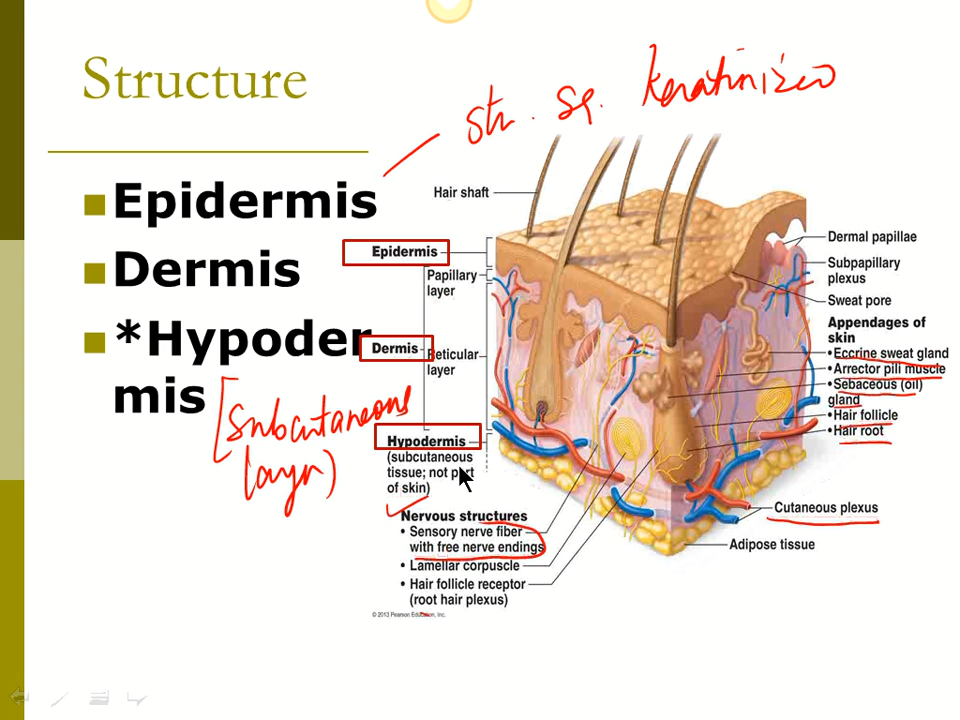 Structure
str. sq. keratinized
Epidermis
Dermis
*Hypoder
mis
[Subcutaneous
layer)
Hair shaft
Epidermis
Papillary
layer
Dermis
Reticular
layer
Hypodermis
(subcutaneous
tissue; not part
of skin)
Nervous structures
• Sensory nerve fiber
with free nerve endings
• Lamellar corpuscle
• Hair follicle receptor
(root hair plexus)
© 2013 Pearson Education, Inc.
Dermal papillae
Subpapillary
plexus
Sweat pore
Appendages of
skin
• Eccrine sweat gland
• Arrector pili muscle
• Sebaceous (oil)
gland
• Hair follicle
• Hair root
Cutaneous plexus
Adipose tissue